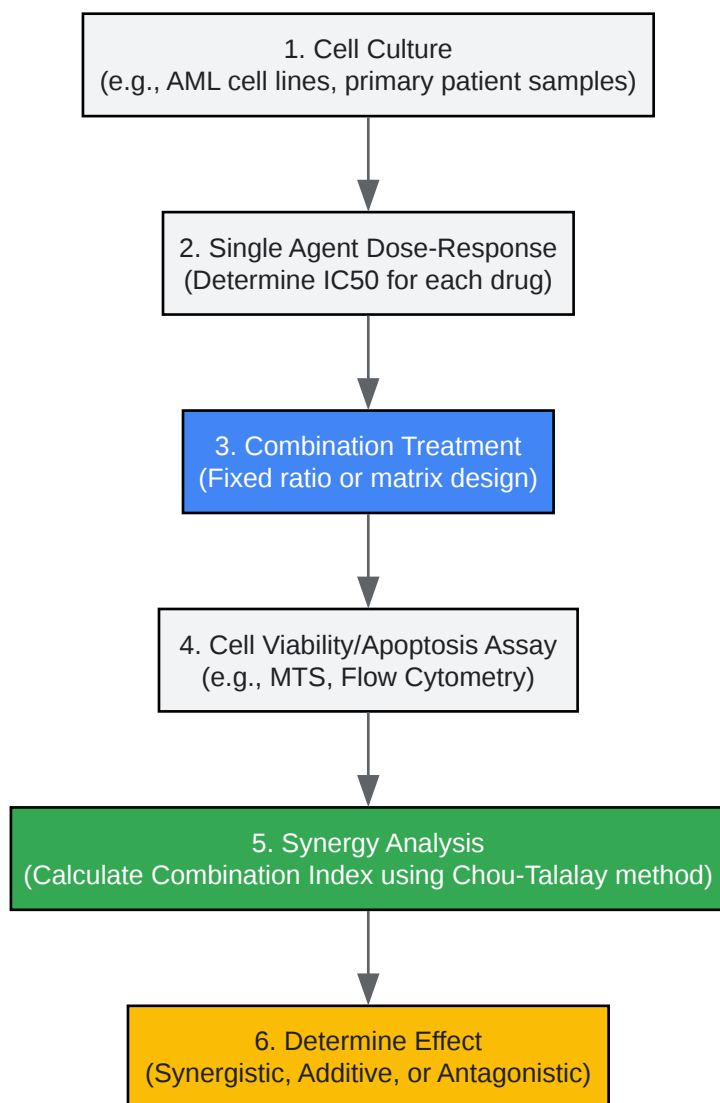 1. Cell Culture
(e.g., AML cell lines, primary patient samples)
2. Single Agent Dose-Response
(Determine IC50 for each drug)
3. Combination Treatment
(Fixed ratio or matrix design)
4. Cell Viability/Apoptosis Assay
(e.g., MTS, Flow Cytometry)
5. Synergy Analysis
(Calculate Combination Index using Chou-Talalay method)
6. Determine Effect
(Synergistic, Additive, or Antagonistic)